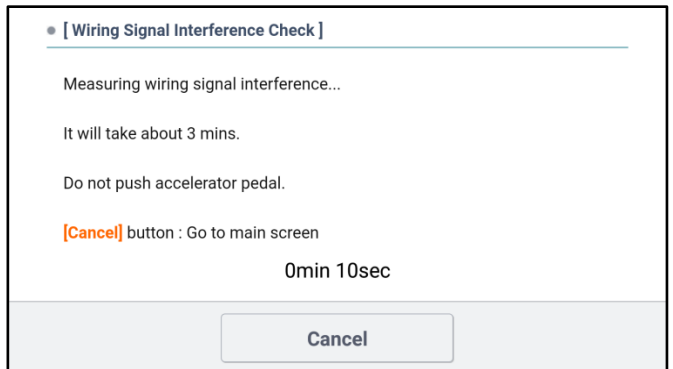 [ Wiring Signal Interference Check ]
Measuring wiring signal interference...
It will take about 3 mins.
Do not push accelerator pedal.
[Cancel] button : Go to main screen
0min 10sec
Cancel